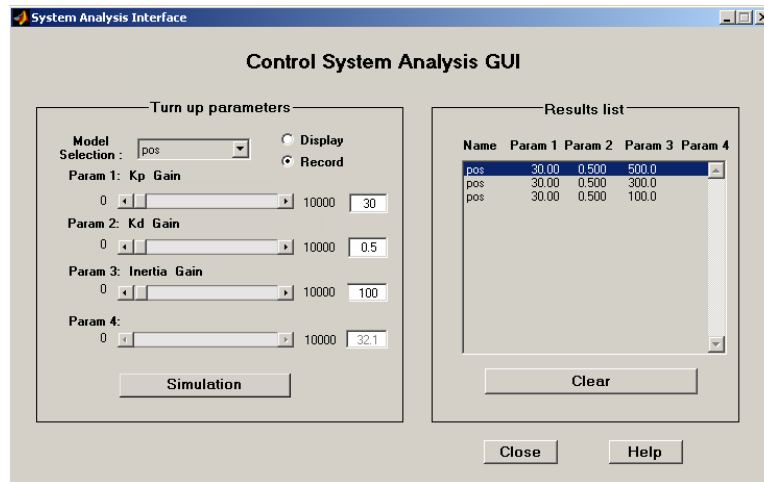 System Analysis Interface
Control System Analysis GUI
Turn up parameters
Model Selection :
pos
Display
Record
Param 1: Kp Gain
0 10000 30
Param 2: Kd Gain
0 10000 0.5
Param 3: Inertia Gain
0 10000 100
Param 4:
0 10000 32.1
Simulation
Results list
Name Param 1 Param 2 Param 3 Param 4
pos 30.00 0.500 500.0
pos 30.00 0.500 300.0
pos 30.00 0.500 100.0
Clear
Close
Help